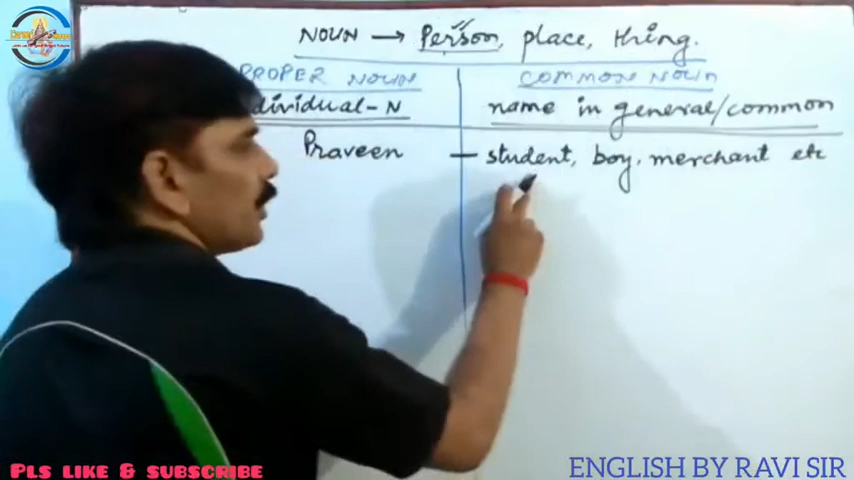 NOUN → Person, place, thing.
PROPER NOUN COMMON NOUN
dividual-N name in general/common
Praveen — student, boy, merchant etc
PLS LIKE & SUBSCRIBE
ENGLISH BY RAVI SIR